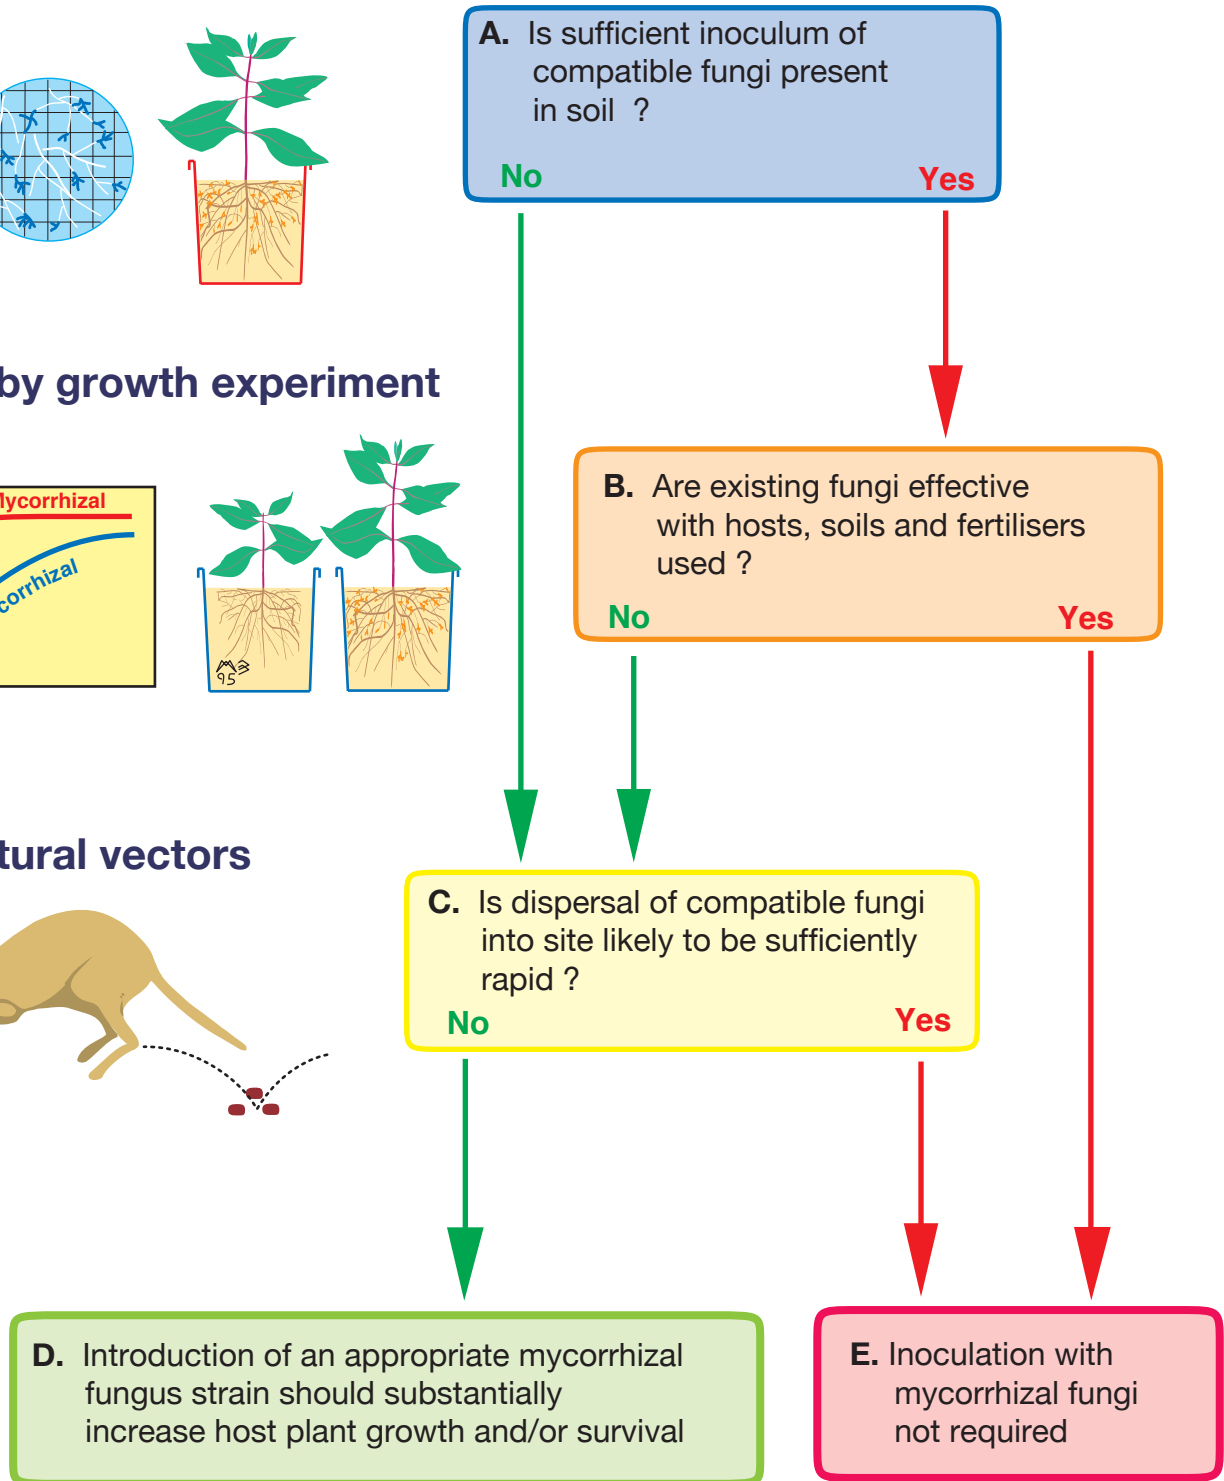 A. Is sufficient inoculum of
compatible fungi present
in soil ?
No
Yes
by growth experiment
Mycorrhizal
corrhizal
95
B. Are existing fungi effective
with hosts, soils and fertilisers
used ?
No
Yes
tural vectors
C. Is dispersal of compatible fungi
into site likely to be sufficiently
rapid ?
No
Yes
D. Introduction of an appropriate mycorrhizal
fungus strain should substantially
increase host plant growth and/or survival
E. Inoculation with
mycorrhizal fungi
not required